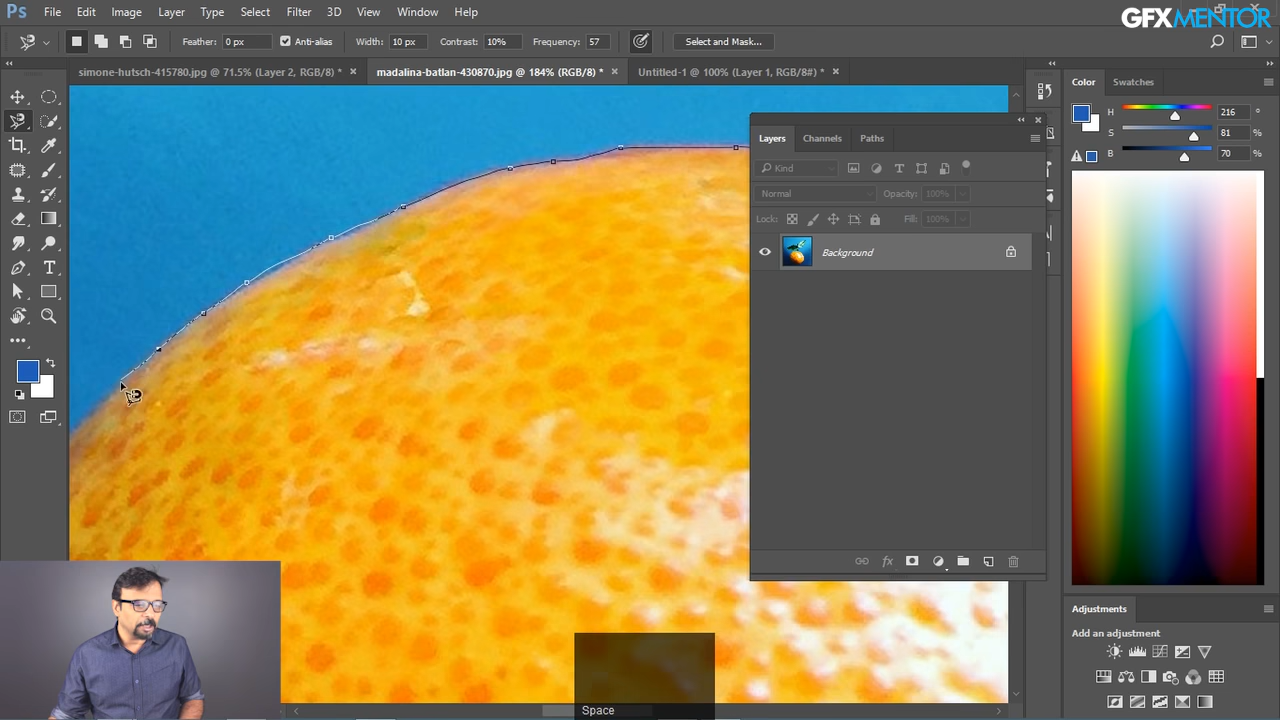 Ps File Edit Image Layer Type Select Filter 3D View Window Help
GFXMENTOR
Feather: 0 px Anti-alias Width: 10 px Contrast: 10% Frequency: 57 Select and Mask...
simone-hutsch-415780.jpg @ 71.5% (Layer 2, RGB/8) * × madalina-batlan-430870.jpg @ 184% (RGB/8) * × Untitled-1 @ 100% (Layer 1, RGB/8#) * ×
Color Swatches
H 216 °
S 81 %
B 70 %
Layers Channels Paths
Kind
Normal Opacity: 100%
Lock: Fill: 100%
Background
fx
Adjustments
Add an adjustment
Space